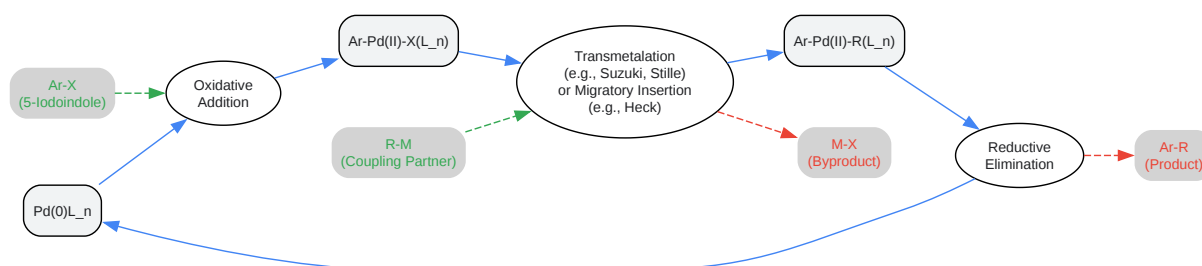 Ar-X
(5-Iodoindole)
Oxidative
Addition
Ar-Pd(II)-X(L_n)
Transmetalation
(e.g., Suzuki, Stille)
or Migratory Insertion
(e.g., Heck)
Ar-Pd(II)-R(L_n)
R-M
(Coupling Partner)
M-X
(Byproduct)
Reductive
Elimination
Ar-R
(Product)
Pd(0)L_n